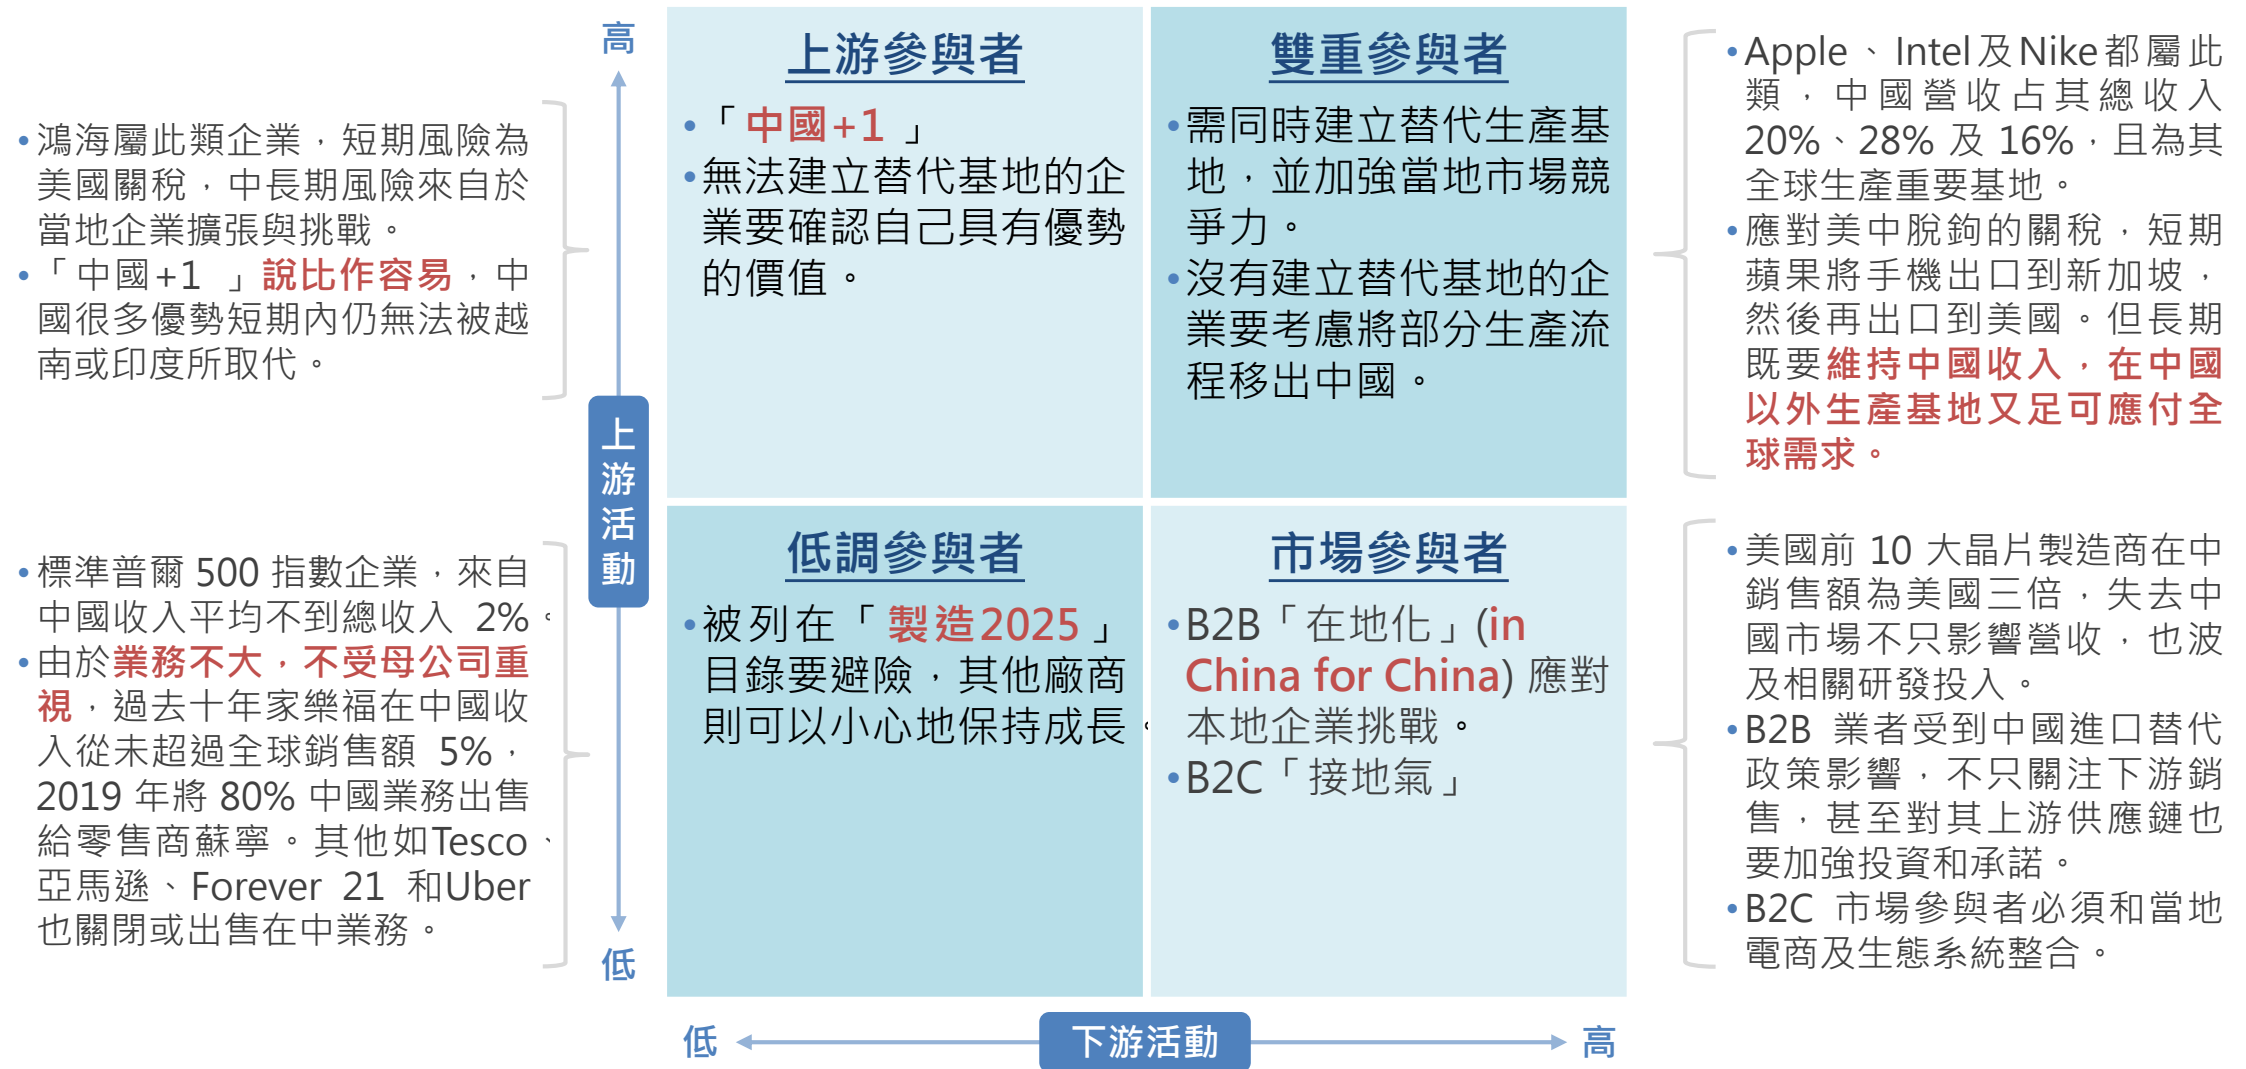 高
上游參與者
•「中國+1 」
•無法建立替代基地的企
業要確認自己具有優勢
的價值。
雙重參與者
•需同時建立替代生產基
地，並加強當地市場競
爭力。
•沒有建立替代基地的企
業要考慮將部分生產流
程移出中國。
•鴻海屬此類企業，短期風險為
美國關稅，中長期風險來自於
當地企業擴張與挑戰。
•「中國+1 」說比作容易，中
國很多優勢短期內仍無法被越
南或印度所取代。
•Apple、Intel及Nike都屬此
類，中國營收占其總收入
20%、28% 及 16%，且為其
全球生產重要基地。
•應對美中脫鉤的關稅，短期
蘋果將手機出口到新加坡，
然後再出口到美國。但長期
既要維持中國收入，在中國
以外生產基地又足可應付全
球需求。
上游活動
低調參與者
•被列在「製造2025」
目錄要避險，其他廠商
則可以小心地保持成長。
市場參與者
•B2B「在地化」(in
China for China) 應對
本地企業挑戰。
•B2C「接地氣」
•標準普爾 500 指數企業，來自
中國收入平均不到總收入 2%。
•由於業務不大，不受母公司重
視，過去十年家樂福在中國收
入從未超過全球銷售額 5%，
2019 年將 80% 中國業務出售
給零售商蘇寧。其他如Tesco、
亞馬遜、Forever 21 和Uber
也關閉或出售在中業務。
•美國前 10 大晶片製造商在中
銷售額為美國三倍，失去中
國市場不只影響營收，也波
及相關研發投入。
•B2B 業者受到中國進口替代
政策影響，不只關注下游銷
售，甚至對其上游供應鏈也
要加強投資和承諾。
•B2C 市場參與者必須和當地
電商及生態系統整合。
低
低
下游活動
高